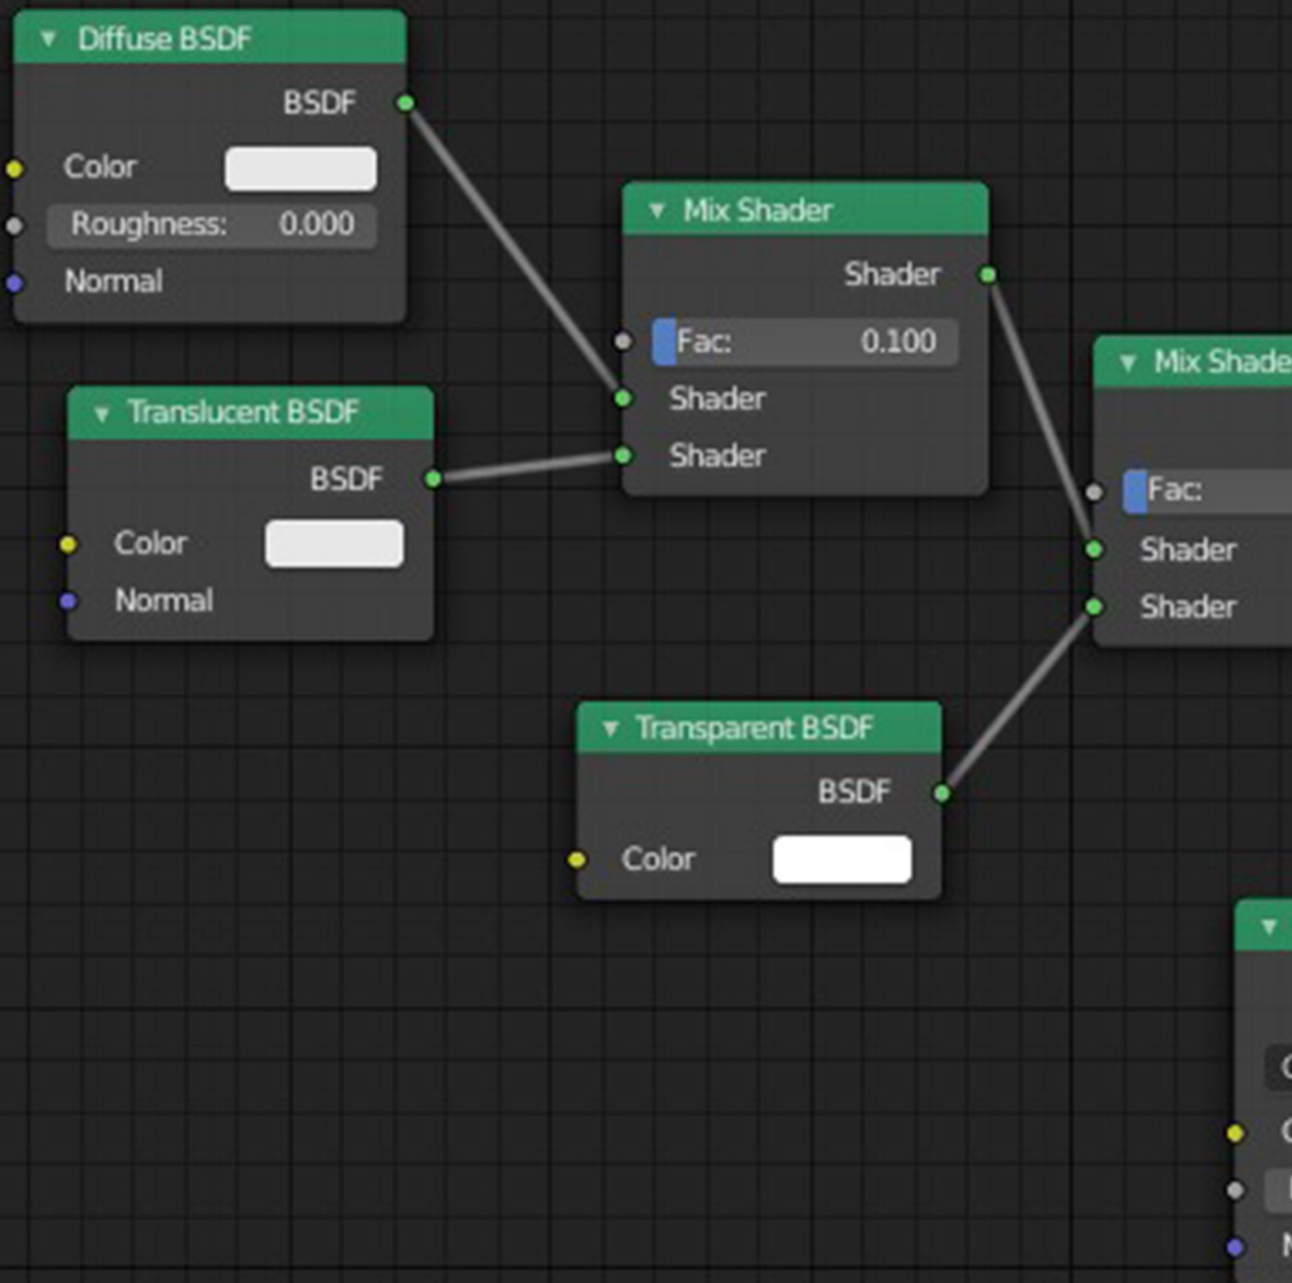 Diffuse BSDF
BSDF
Color
Roughness: 0.000
Normal
Translucent BSDF
BSDF
Color
Normal
Mix Shader
Shader
Fac: 0.100
Shader
Shader
Mix Shade
Fac:
Shader
Shader
Transparent BSDF
BSDF
Color